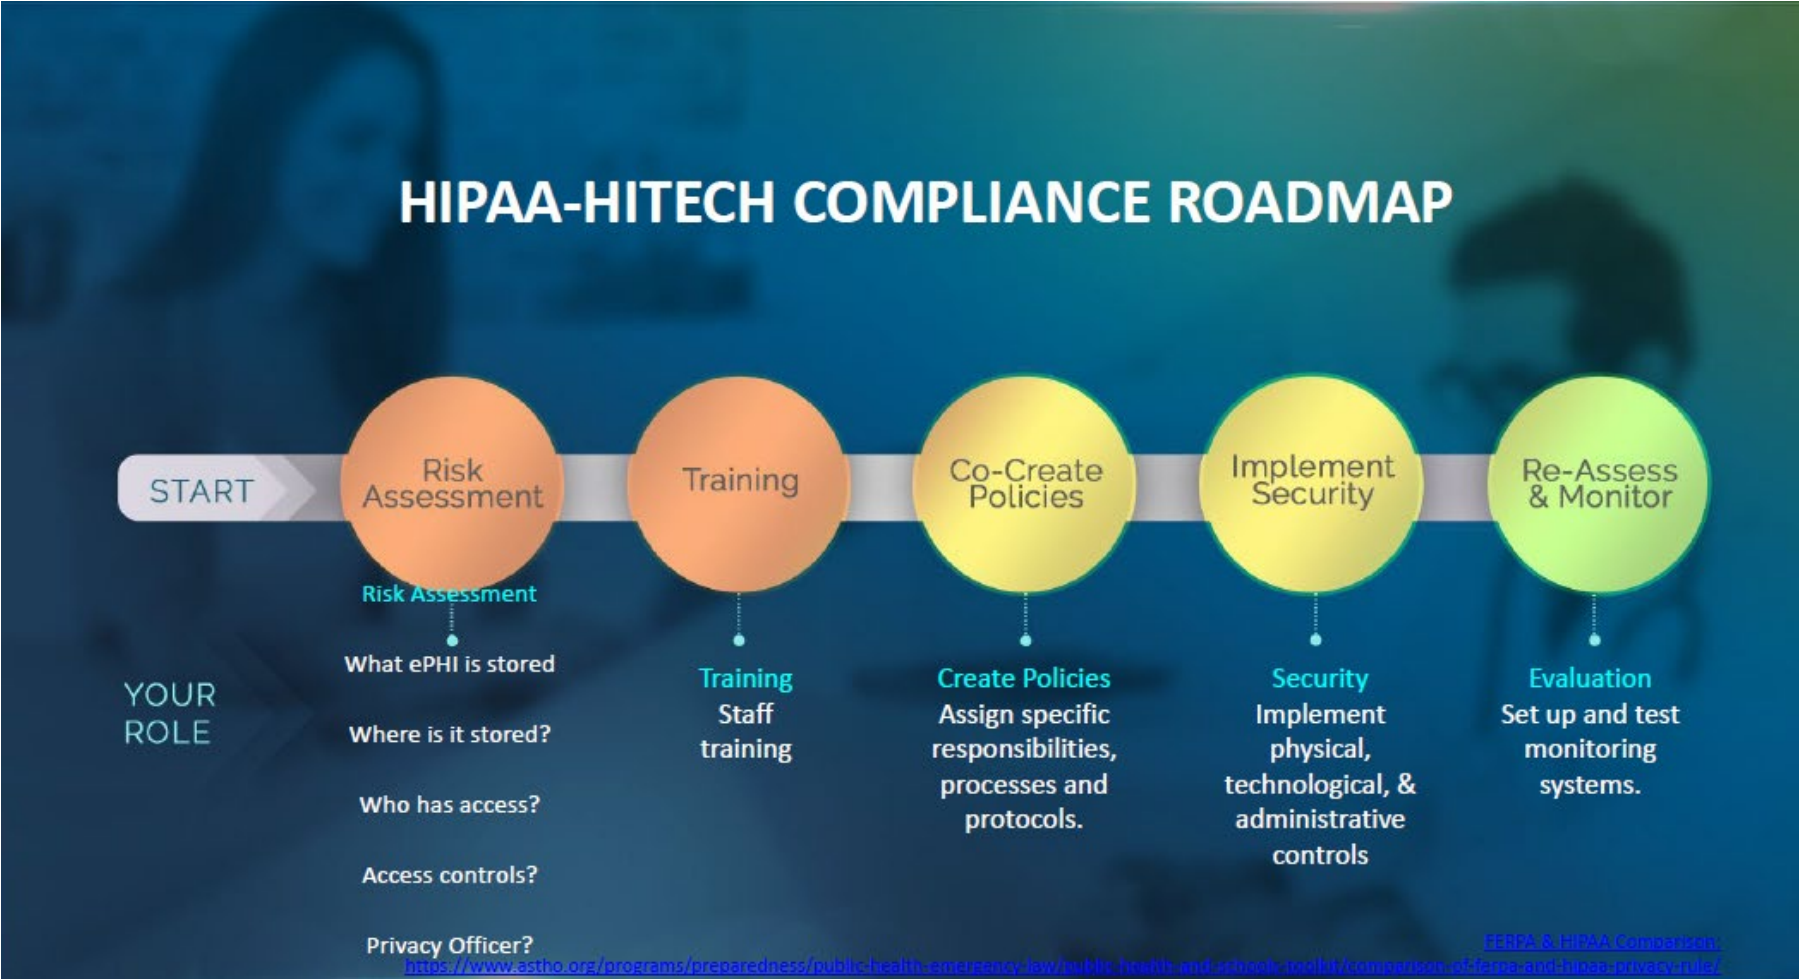 HIPAA-HITECH COMPLIANCE ROADMAP
START
Risk
Assessment
Training
Co-Create
Policies
Implement
Security
Re-Assess
& Monitor
YOUR
ROLE
Risk Assessment
What ePHI is stored
Where is it stored?
Who has access?
Access controls?
Privacy Officer?
Training
Staff
training
Create Policies
Assign specific
responsibilities,
processes and
protocols.
Security
Implement
physical,
technological, &
administrative
controls
Evaluation
Set up and test
monitoring
systems.
FERPA & HIPAA Comparison:
https://www.astho.org/programs/preparedness/public-health-emergency-law/public-health-and-schools-toolkit/comparison-of-ferpa-and-hipaa-privacy-rule/